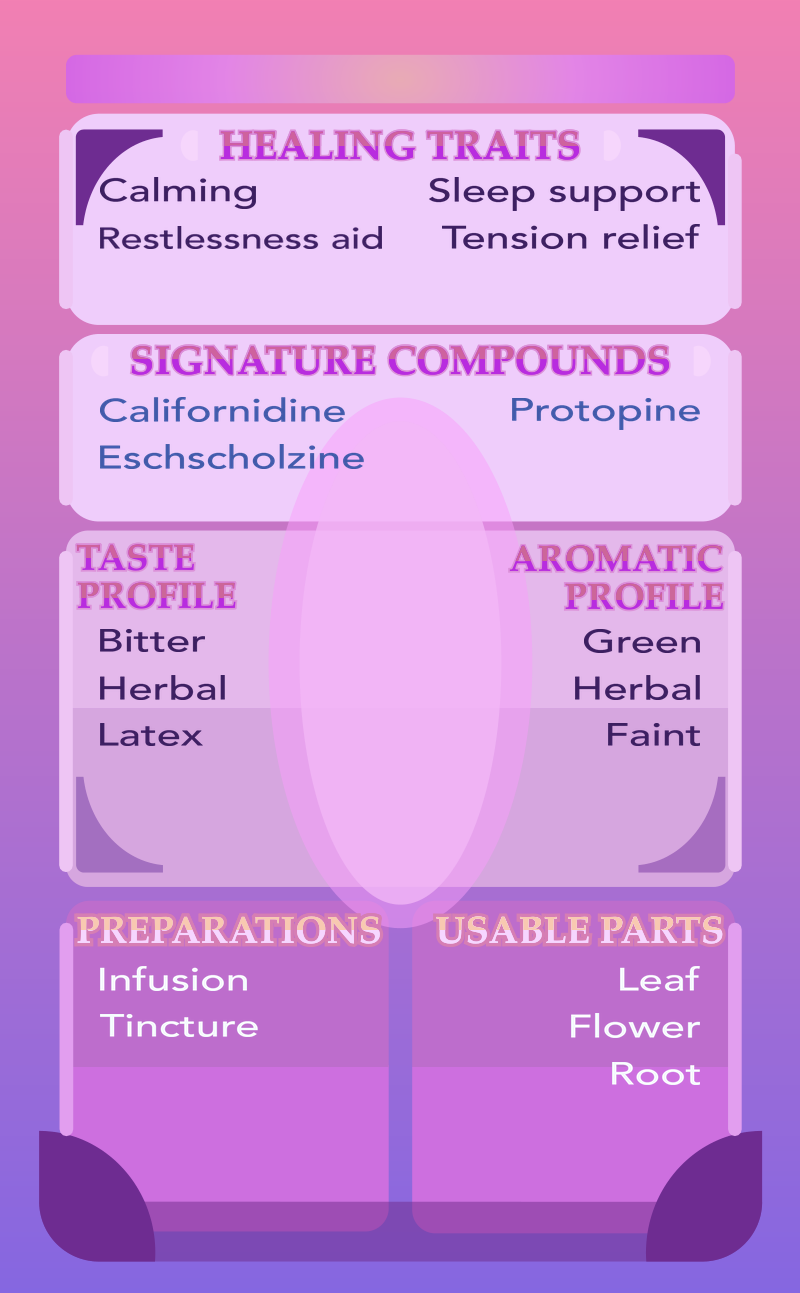 HEALING TRAITS
Calming
Sleep support
Restlessness aid
Tension relief
SIGNATURE COMPOUNDS
Californidine
Protopine
Eschscholzine
TASTE
PROFILE
Bitter
Herbal
Latex
AROMATIC
PROFILE
Green
Herbal
Faint
PREPARATIONS
Infusion
Tincture
USABLE PARTS
Leaf
Flower
Root